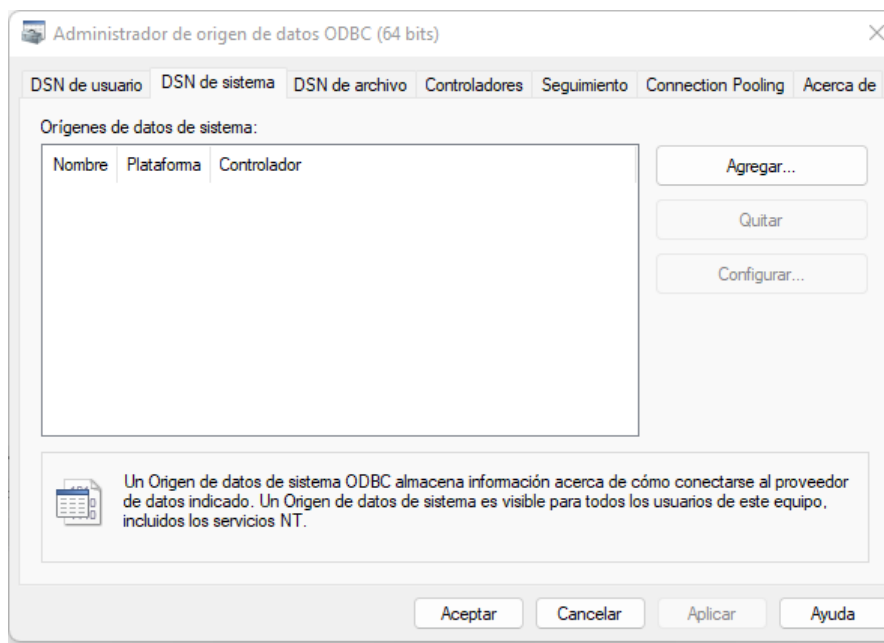 Administrador de origen de datos ODBC (64 bits)
DSN de usuario DSN de sistema DSN de archivo Controladores Seguimiento Connection Pooling Acerca de
Orígenes de datos de sistema:
Nombre Plataforma Controlador
Agregar...
Quitar
Configurar...
Un Origen de datos de sistema ODBC almacena información acerca de cómo conectarse al proveedor
de datos indicado. Un Origen de datos de sistema es visible para todos los usuarios de este equipo,
incluidos los servicios NT.
Aceptar Cancelar Aplicar Ayuda